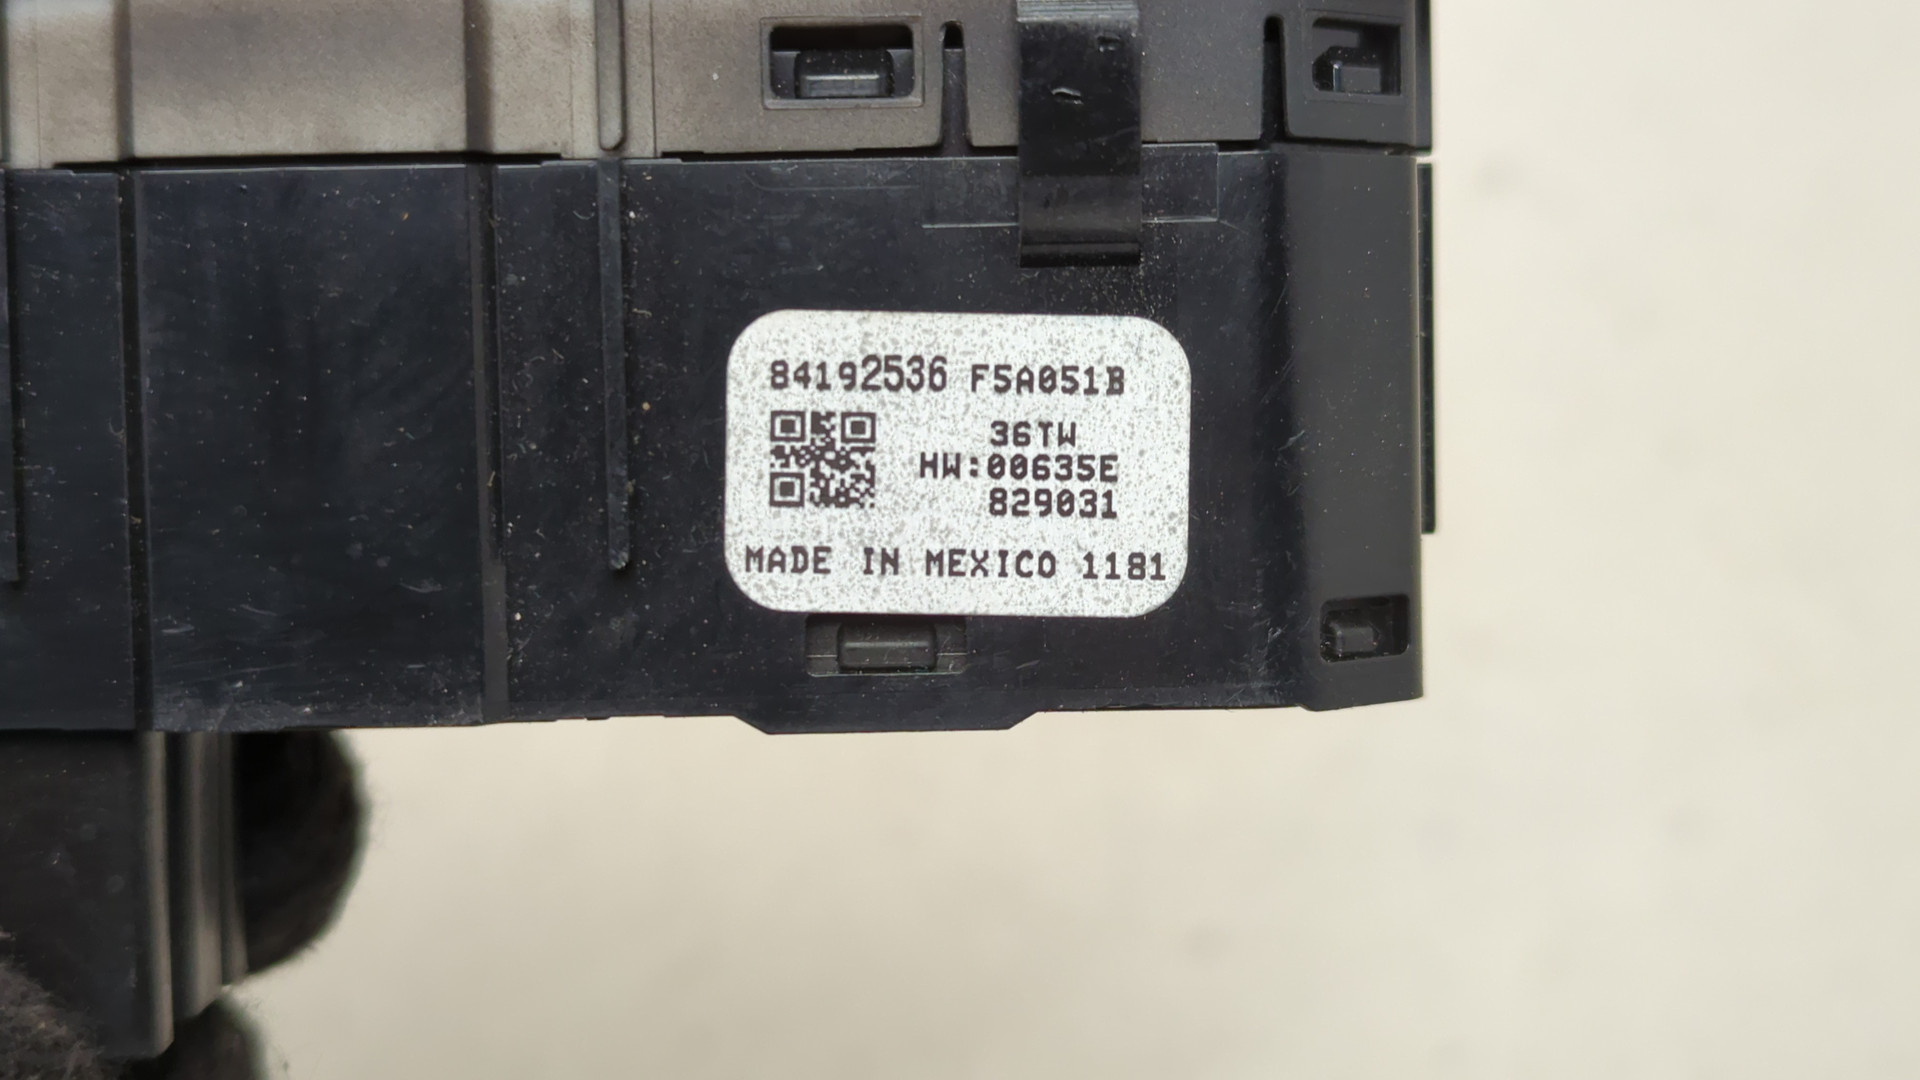 84192536 F5A051B
36TW
HW:00635E
829031
MADE IN MEXICO 1181